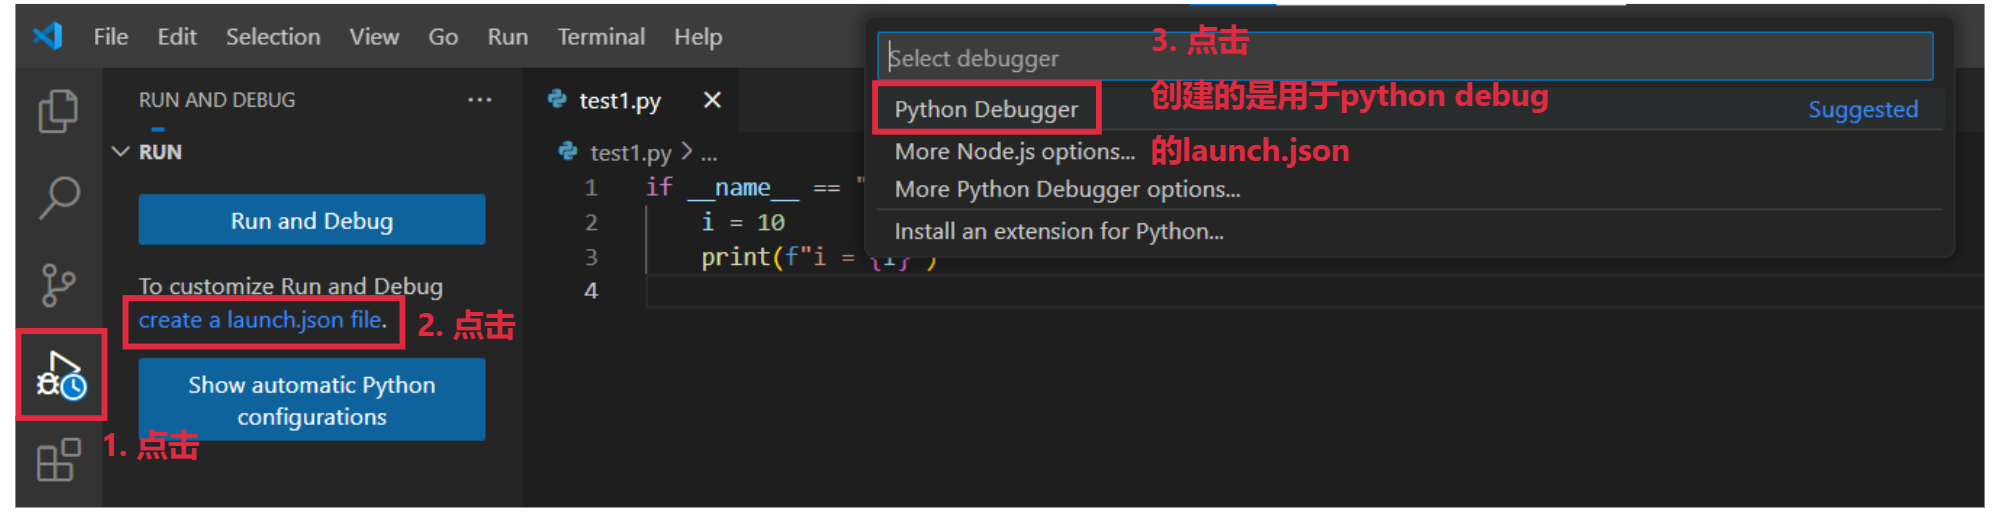 File Edit Selection View Go Run Terminal Help
RUN AND DEBUG ...
RUN
Run and Debug
To customize Run and Debug
create a launch.json file.
2. 点击
Show automatic Python
configurations
1. 点击
test1.py
test1.py > ...
1 if __name__ == "
2 i = 10
3 print(f"i = {i}")
4
Select debugger
3. 点击
Python Debugger
创建的是用于python debug
Suggested
More Node.js options...
的launch.json
More Python Debugger options...
Install an extension for Python...